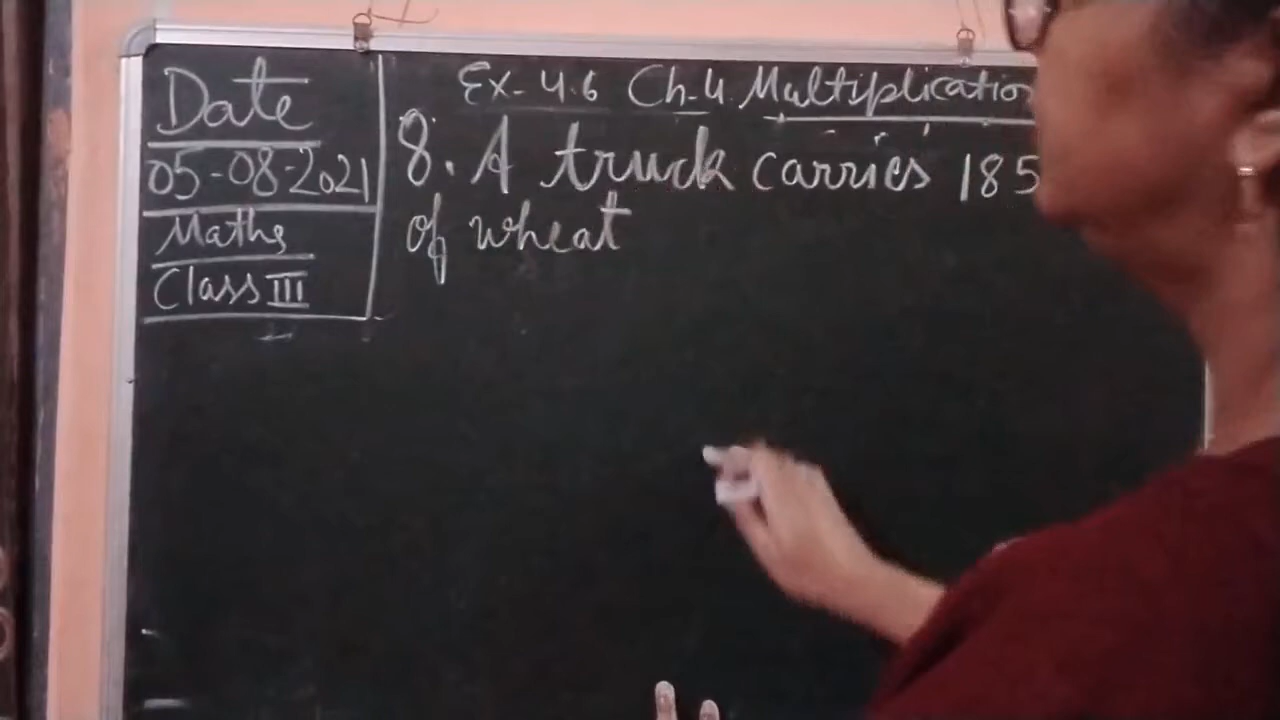 Date
05-08-2021
Maths
Class III
Ex-4.6 Ch-4. Multiplication
8. A truck carries 185
of wheat